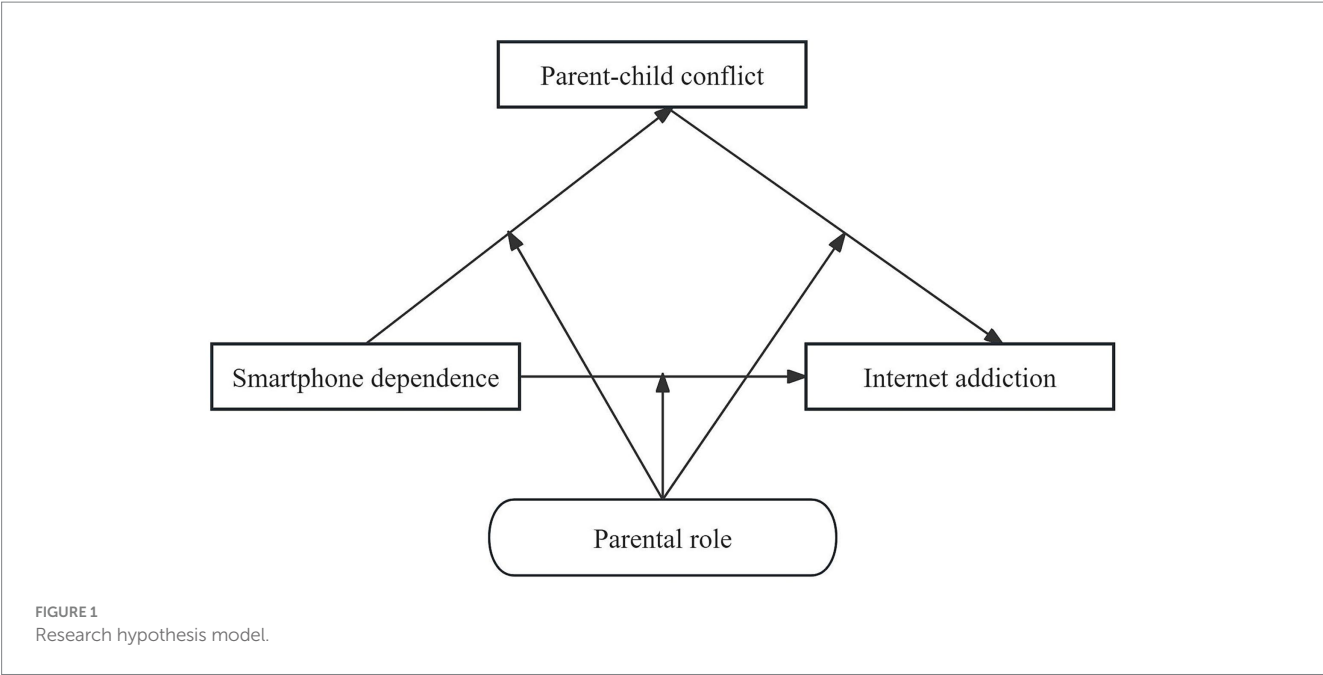 Parent-child conflict
Smartphone dependence
Internet addiction
Parental role
FIGURE 1
Research hypothesis model.